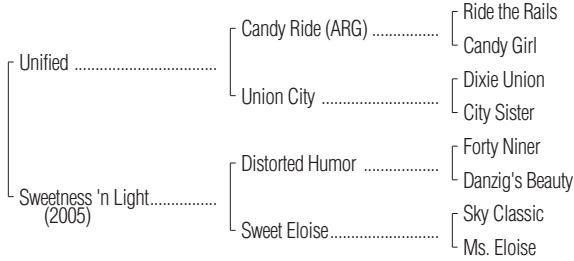 Ride the Rails
Candy Ride (ARG) ................
Candy Girl
Unified ..................................
Dixie Union
Union City ............................
City Sister
Forty Niner
Distorted Humor ..................
Danzig's Beauty
Sweetness 'n Light................
(2005)
Sky Classic
Sweet Eloise..........................
Ms. Eloise